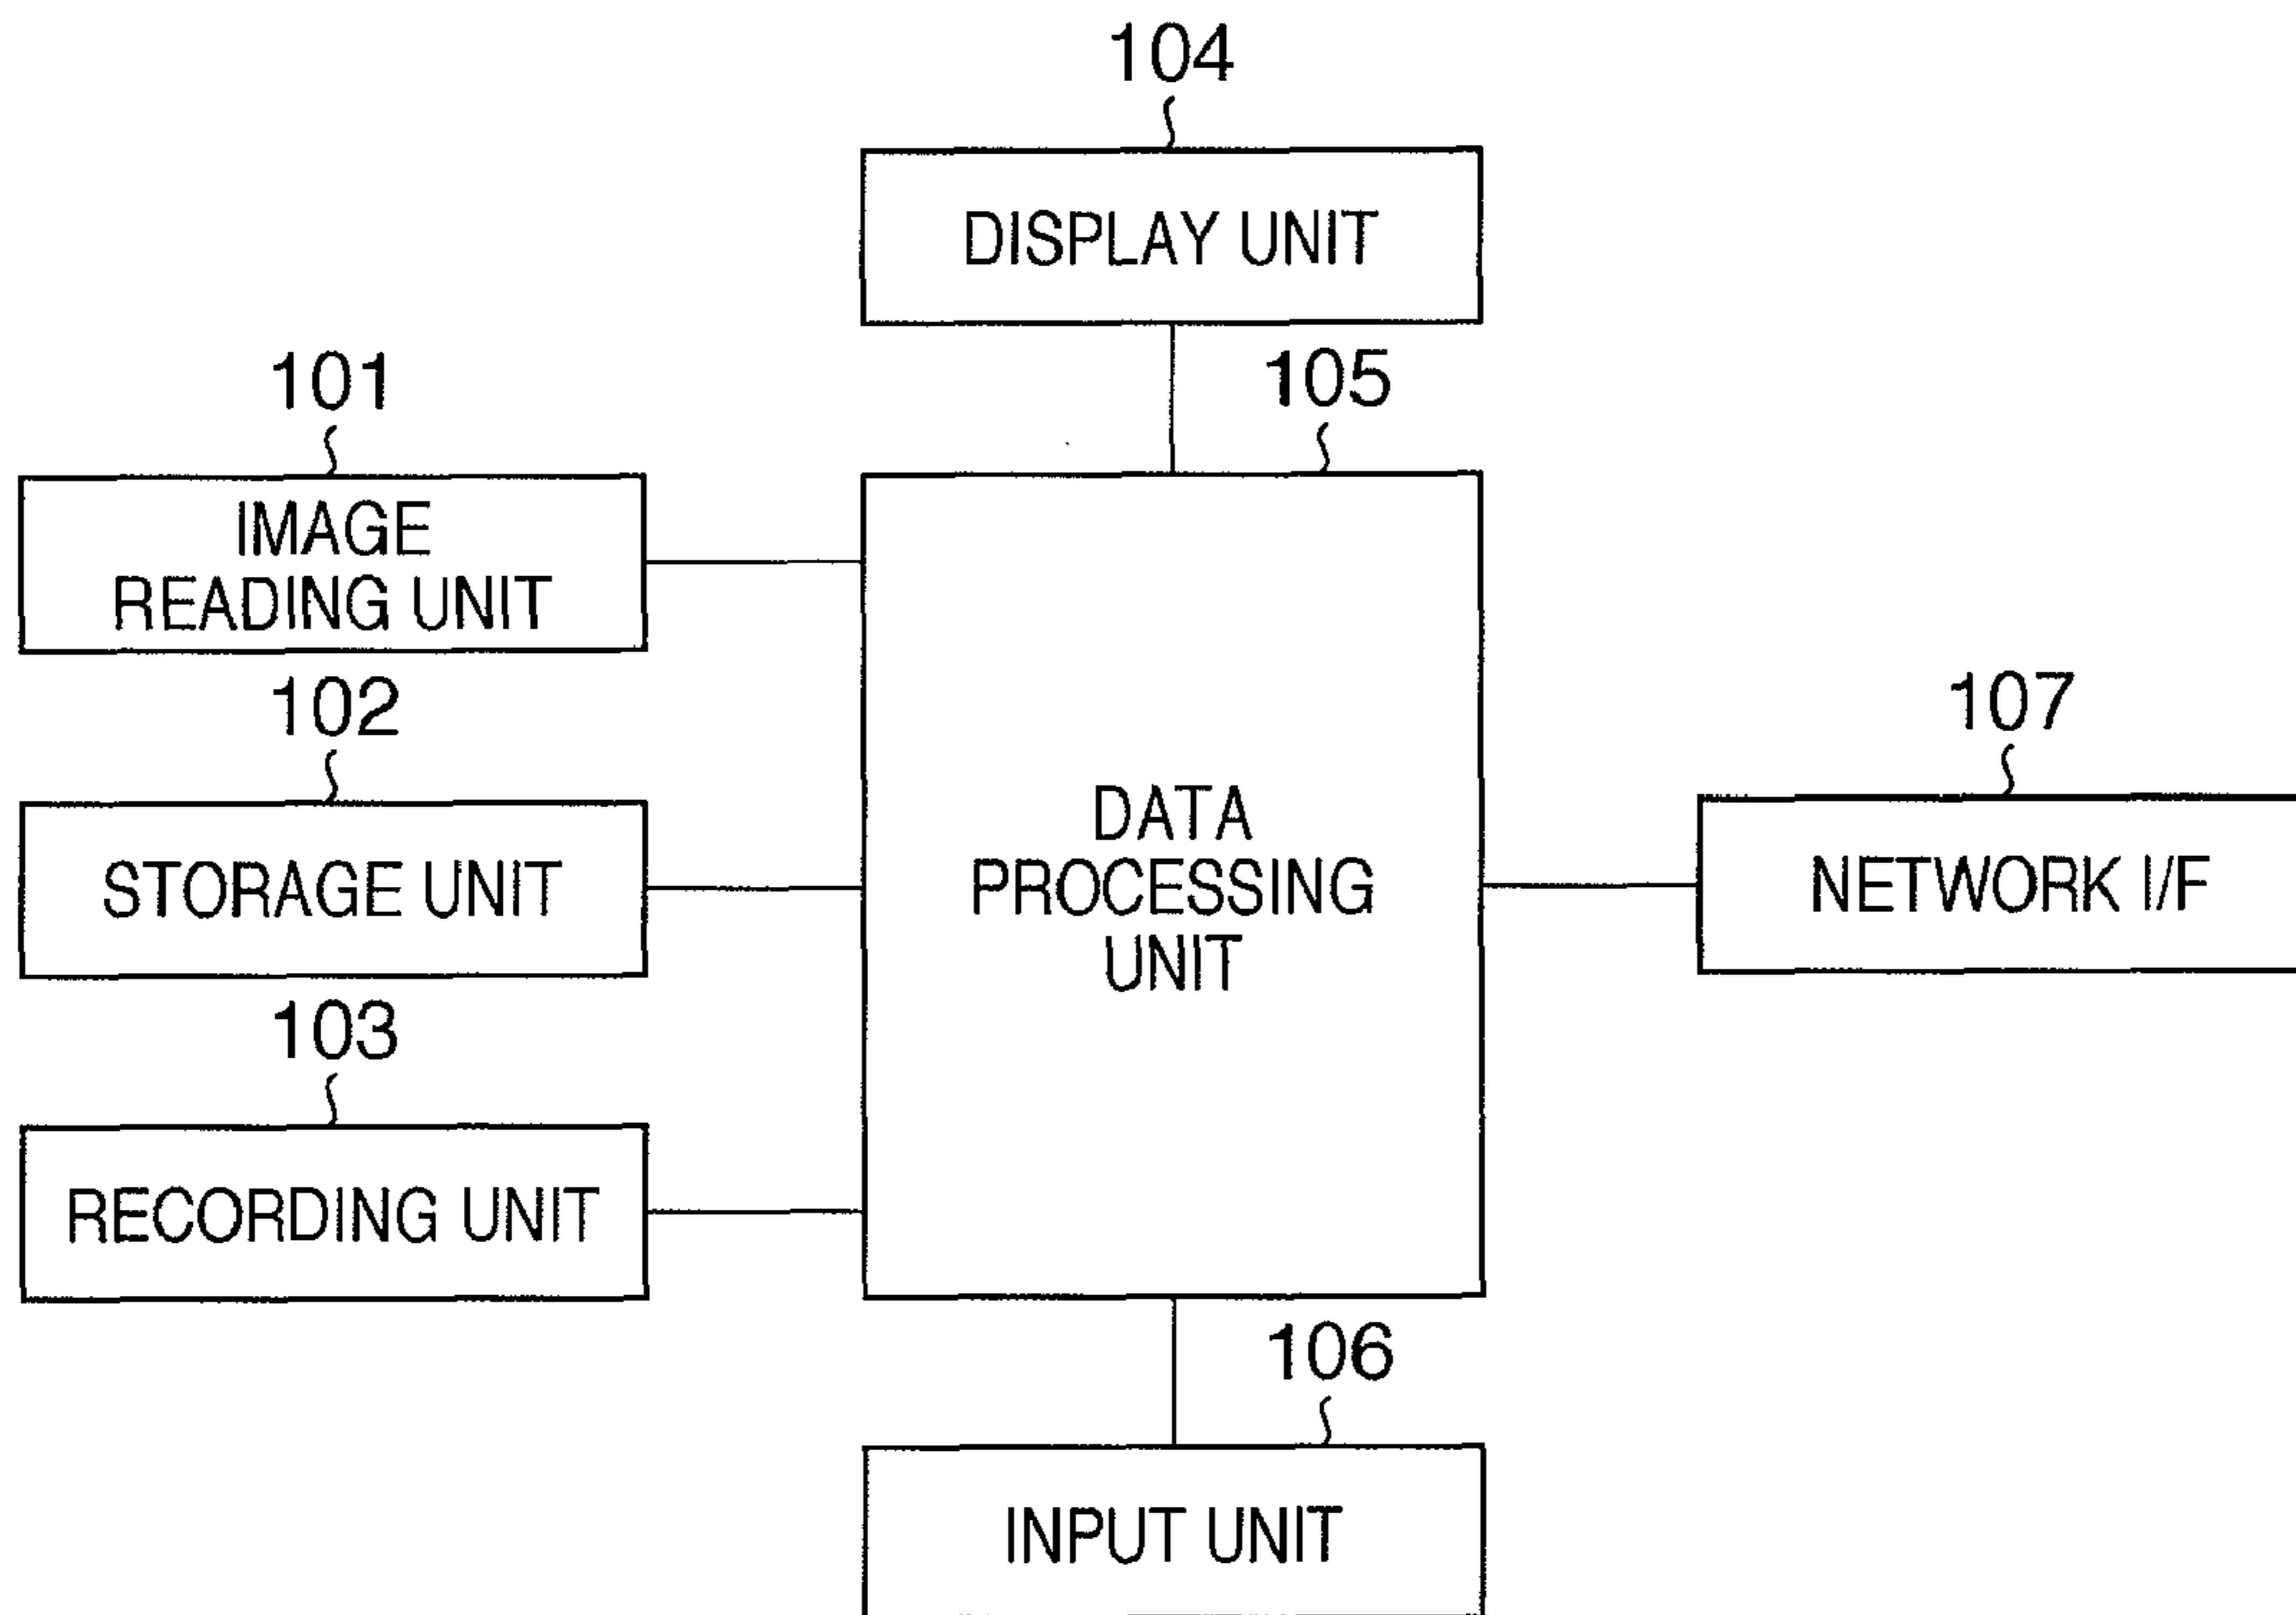 104
DISPLAY UNIT
101
105
IMAGE
READING UNIT
102
107
STORAGE UNIT
DATA
PROCESSING
UNIT
NETWORK I/F
103
RECORDING UNIT
106
INPUT UNIT